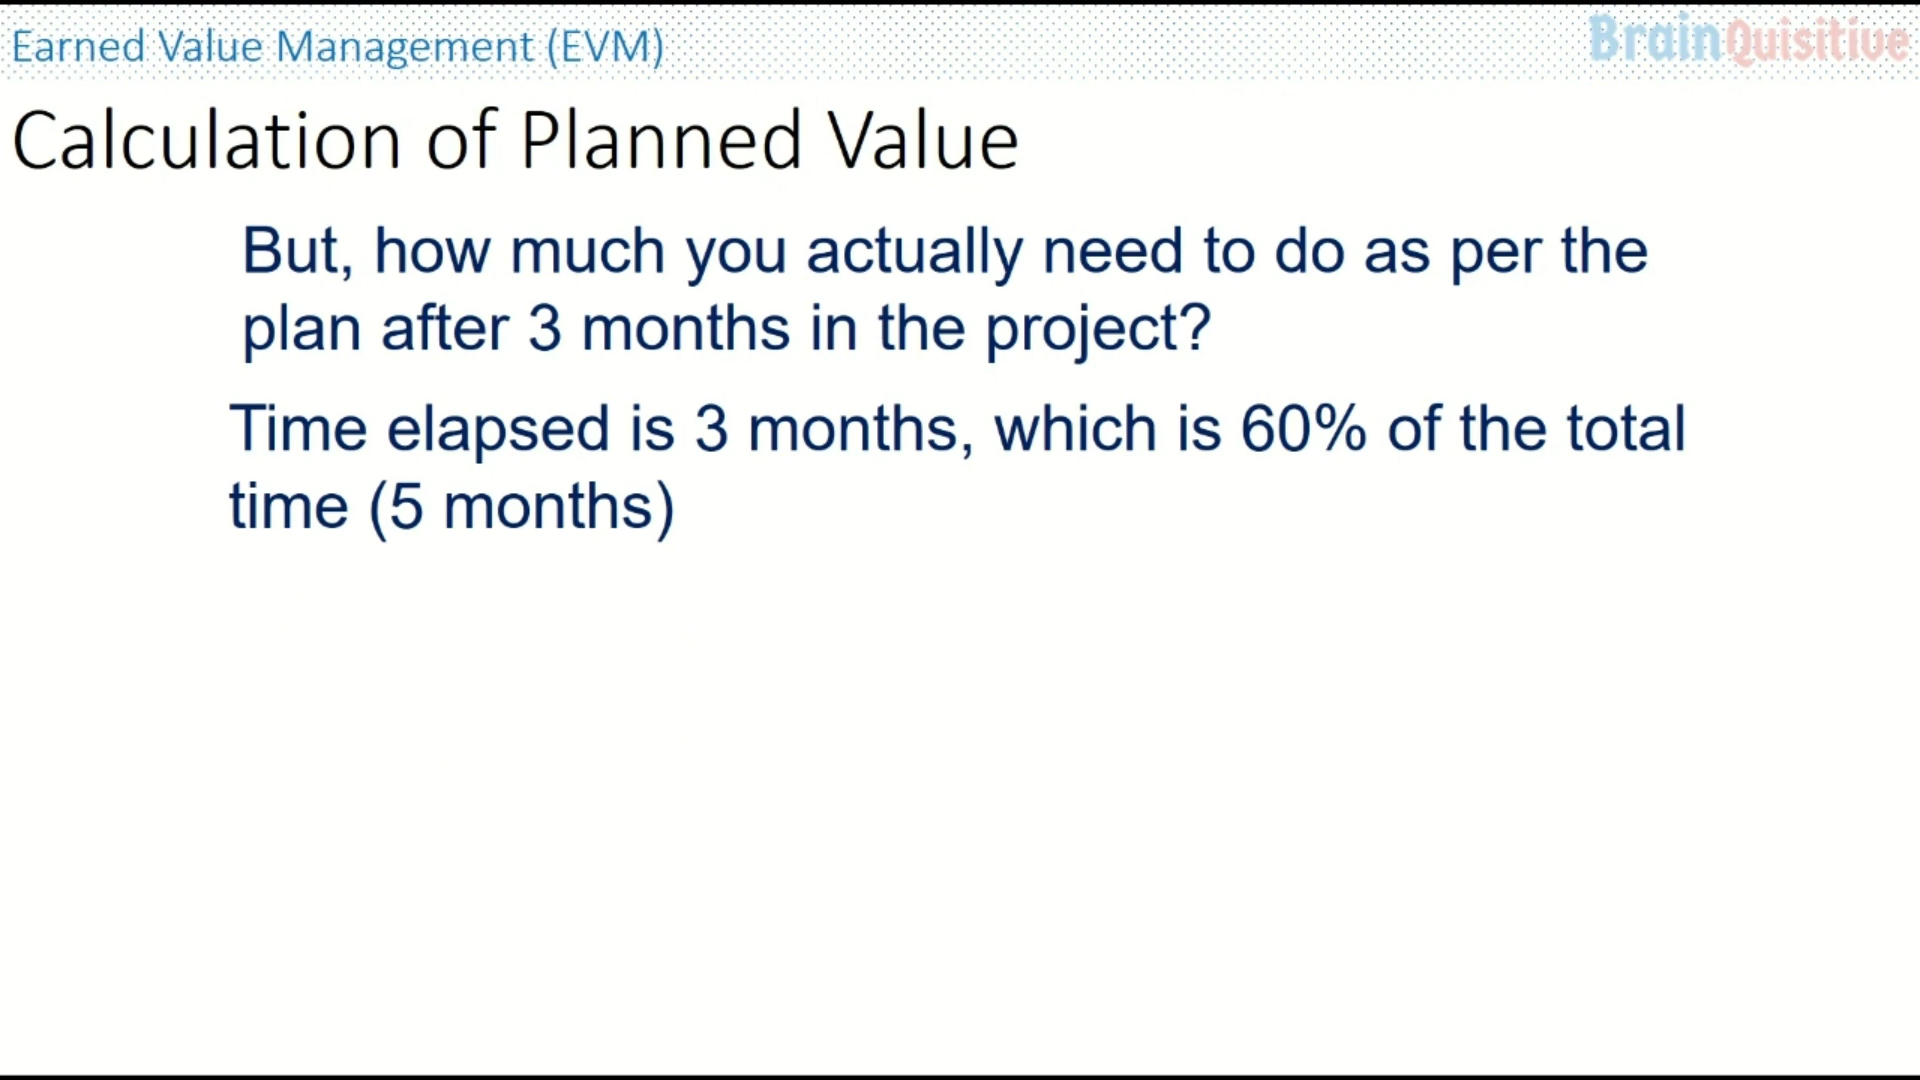 Earned Value Management (EVM)
BrainQuisitive
Calculation of Planned Value
But, how much you actually need to do as per the
plan after 3 months in the project?
Time elapsed is 3 months, which is 60% of the total
time (5 months)